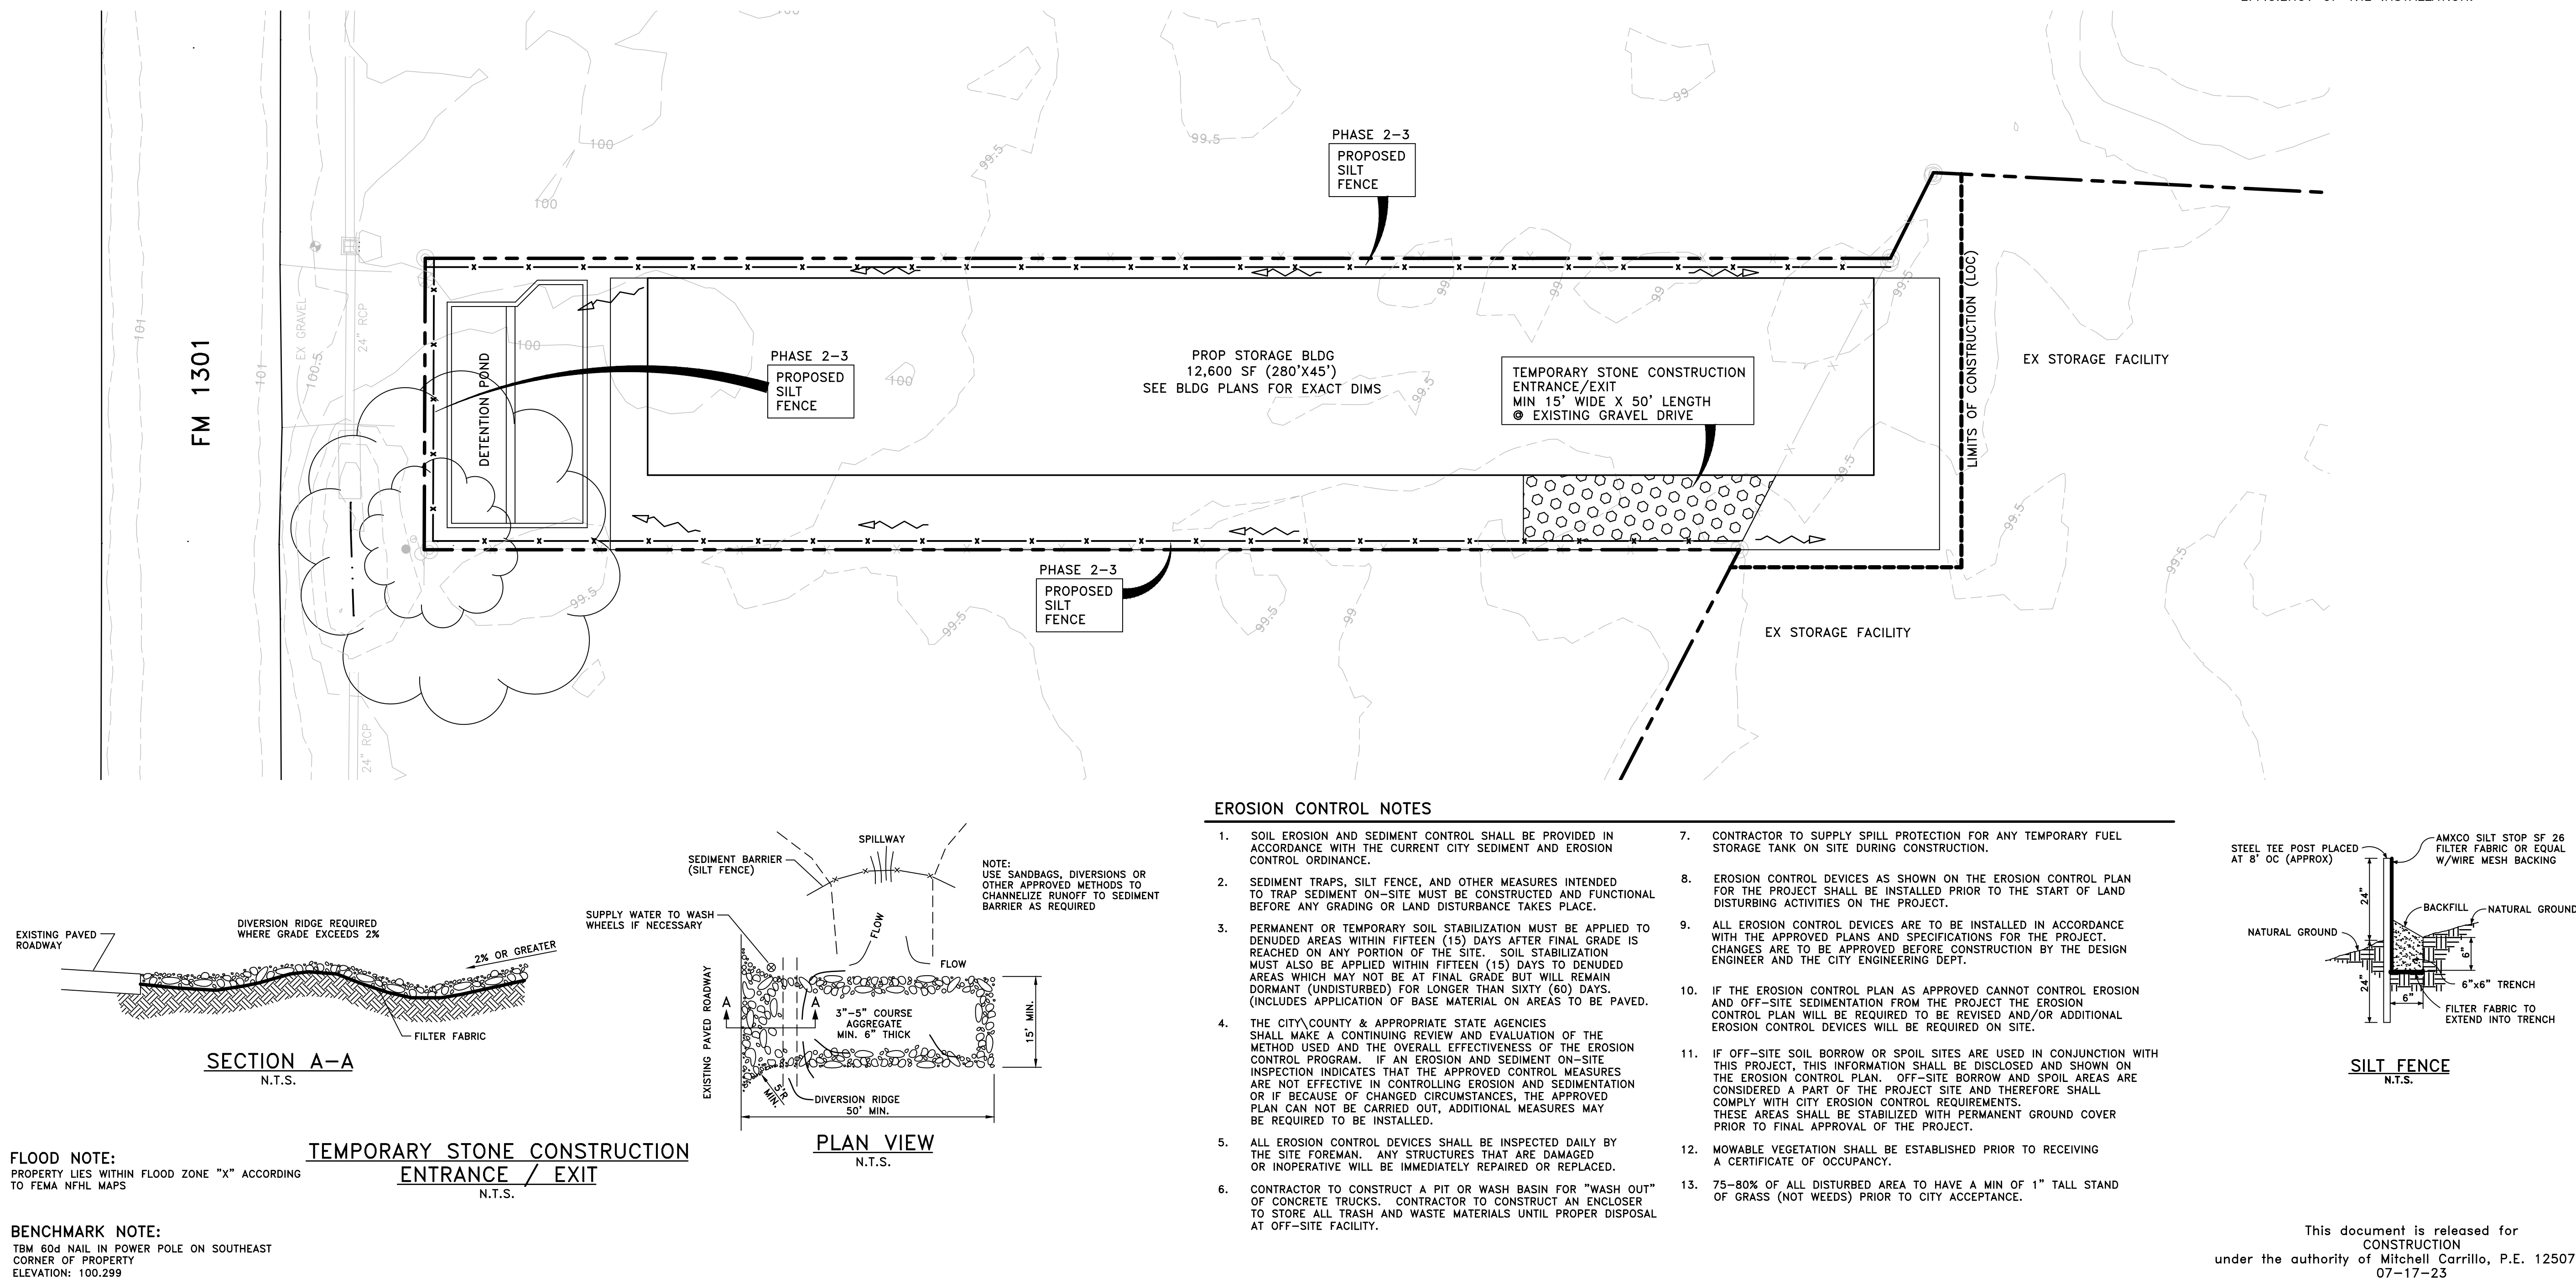 PHASE 2-3
PROPOSED
SILT
FENCE
99
99.5
99.5
100
100
FM 1301
101
101
100.5
EX GRAVEL
24" RCP
24" RCP
DETENTION POND
100
100
PHASE 2-3
PROPOSED
SILT
FENCE
PROP STORAGE BLDG
12,600 SF (280'X45')
SEE BLDG PLANS FOR EXACT DIMS
99.5
99
99
99
99.5
99.5
TEMPORARY STONE CONSTRUCTION
ENTRANCE/EXIT
MIN 15' WIDE X 50' LENGTH
@ EXISTING GRAVEL DRIVE
LIMITS OF CONSTRUCTION (LOC)
EX STORAGE FACILITY
PHASE 2-3
PROPOSED
SILT
FENCE
99.5
99.5
99.5
99
99.5
99.5
EX STORAGE FACILITY
EXISTING PAVED
ROADWAY
DIVERSION RIDGE REQUIRED
WHERE GRADE EXCEEDS 2%
2% OR GREATER
FILTER FABRIC
SECTION A-A
N.T.S.
SPILLWAY
SEDIMENT BARRIER
(SILT FENCE)
NOTE:
USE SANDBAGS, DIVERSIONS OR
OTHER APPROVED METHODS TO
CHANNELIZE RUNOFF TO SEDIMENT
BARRIER AS REQUIRED
SUPPLY WATER TO WASH
WHEELS IF NECESSARY
FLOW
FLOW
EXISTING PAVED ROADWAY
A
A
3"-5" COURSE
AGGREGATE
MIN. 6" THICK
15' MIN.
5'R
MIN.
DIVERSION RIDGE
50' MIN.
PLAN VIEW
N.T.S.
TEMPORARY STONE CONSTRUCTION
ENTRANCE / EXIT
N.T.S.
FLOOD NOTE:
PROPERTY LIES WITHIN FLOOD ZONE "X" ACCORDING
TO FEMA NFHL MAPS
BENCHMARK NOTE:
TBM 60d NAIL IN POWER POLE ON SOUTHEAST
CORNER OF PROPERTY
ELEVATION: 100.299
EROSION CONTROL NOTES
1. SOIL EROSION AND SEDIMENT CONTROL SHALL BE PROVIDED IN
ACCORDANCE WITH THE CURRENT CITY SEDIMENT AND EROSION
CONTROL ORDINANCE.
2. SEDIMENT TRAPS, SILT FENCE, AND OTHER MEASURES INTENDED
TO TRAP SEDIMENT ON-SITE MUST BE CONSTRUCTED AND FUNCTIONAL
BEFORE ANY GRADING OR LAND DISTURBANCE TAKES PLACE.
3. PERMANENT OR TEMPORARY SOIL STABILIZATION MUST BE APPLIED TO
DENUDED AREAS WITHIN FIFTEEN (15) DAYS AFTER FINAL GRADE IS
REACHED ON ANY PORTION OF THE SITE. SOIL STABILIZATION
MUST ALSO BE APPLIED WITHIN FIFTEEN (15) DAYS TO DENUDED
AREAS WHICH MAY NOT BE AT FINAL GRADE BUT WILL REMAIN
DORMANT (UNDISTURBED) FOR LONGER THAN SIXTY (60) DAYS.
(INCLUDES APPLICATION OF BASE MATERIAL ON AREAS TO BE PAVED.
4. THE CITY\COUNTY & APPROPRIATE STATE AGENCIES
SHALL MAKE A CONTINUING REVIEW AND EVALUATION OF THE
METHOD USED AND THE OVERALL EFFECTIVENESS OF THE EROSION
CONTROL PROGRAM. IF AN EROSION AND SEDIMENT ON-SITE
INSPECTION INDICATES THAT THE APPROVED CONTROL MEASURES
ARE NOT EFFECTIVE IN CONTROLLING EROSION AND SEDIMENTATION
OR IF BECAUSE OF CHANGED CIRCUMSTANCES, THE APPROVED
PLAN CAN NOT BE CARRIED OUT, ADDITIONAL MEASURES MAY
BE REQUIRED TO BE INSTALLED.
5. ALL EROSION CONTROL DEVICES SHALL BE INSPECTED DAILY BY
THE SITE FOREMAN. ANY STRUCTURES THAT ARE DAMAGED
OR INOPERATIVE WILL BE IMMEDIATELY REPAIRED OR REPLACED.
6. CONTRACTOR TO CONSTRUCT A PIT OR WASH BASIN FOR "WASH OUT"
OF CONCRETE TRUCKS. CONTRACTOR TO CONSTRUCT AN ENCLOSER
TO STORE ALL TRASH AND WASTE MATERIALS UNTIL PROPER DISPOSAL
AT OFF-SITE FACILITY.
7. CONTRACTOR TO SUPPLY SPILL PROTECTION FOR ANY TEMPORARY FUEL
STORAGE TANK ON SITE DURING CONSTRUCTION.
8. EROSION CONTROL DEVICES AS SHOWN ON THE EROSION CONTROL PLAN
FOR THE PROJECT SHALL BE INSTALLED PRIOR TO THE START OF LAND
DISTURBING ACTIVITIES ON THE PROJECT.
9. ALL EROSION CONTROL DEVICES ARE TO BE INSTALLED IN ACCORDANCE
WITH THE APPROVED PLANS AND SPECIFICATIONS FOR THE PROJECT.
CHANGES ARE TO BE APPROVED BEFORE CONSTRUCTION BY THE DESIGN
ENGINEER AND THE CITY ENGINEERING DEPT.
10. IF THE EROSION CONTROL PLAN AS APPROVED CANNOT CONTROL EROSION
AND OFF-SITE SEDIMENTATION FROM THE PROJECT THE EROSION
CONTROL PLAN WILL BE REQUIRED TO BE REVISED AND/OR ADDITIONAL
EROSION CONTROL DEVICES WILL BE REQUIRED ON SITE.
11. IF OFF-SITE SOIL BORROW OR SPOIL SITES ARE USED IN CONJUNCTION WITH
THIS PROJECT, THIS INFORMATION SHALL BE DISCLOSED AND SHOWN ON
THE EROSION CONTROL PLAN. OFF-SITE BORROW AND SPOIL AREAS ARE
CONSIDERED A PART OF THE PROJECT SITE AND THEREFORE SHALL
COMPLY WITH CITY EROSION CONTROL REQUIREMENTS.
THESE AREAS SHALL BE STABILIZED WITH PERMANENT GROUND COVER
PRIOR TO FINAL APPROVAL OF THE PROJECT.
12. MOWABLE VEGETATION SHALL BE ESTABLISHED PRIOR TO RECEIVING
A CERTIFICATE OF OCCUPANCY.
13. 75-80% OF ALL DISTURBED AREA TO HAVE A MIN OF 1" TALL STAND
OF GRASS (NOT WEEDS) PRIOR TO CITY ACCEPTANCE.
STEEL TEE POST PLACED
AT 8' OC (APPROX)
AMXCO SILT STOP SF 26
FILTER FABRIC OR EQUAL
W/WIRE MESH BACKING
24"
BACKFILL
NATURAL GROUND
NATURAL GROUND
6"
24"
6"
6"x6" TRENCH
FILTER FABRIC TO
EXTEND INTO TRENCH
SILT FENCE
N.T.S.
This document is released for
CONSTRUCTION
under the authority of Mitchell Carrillo, P.E. 12507
07-17-23